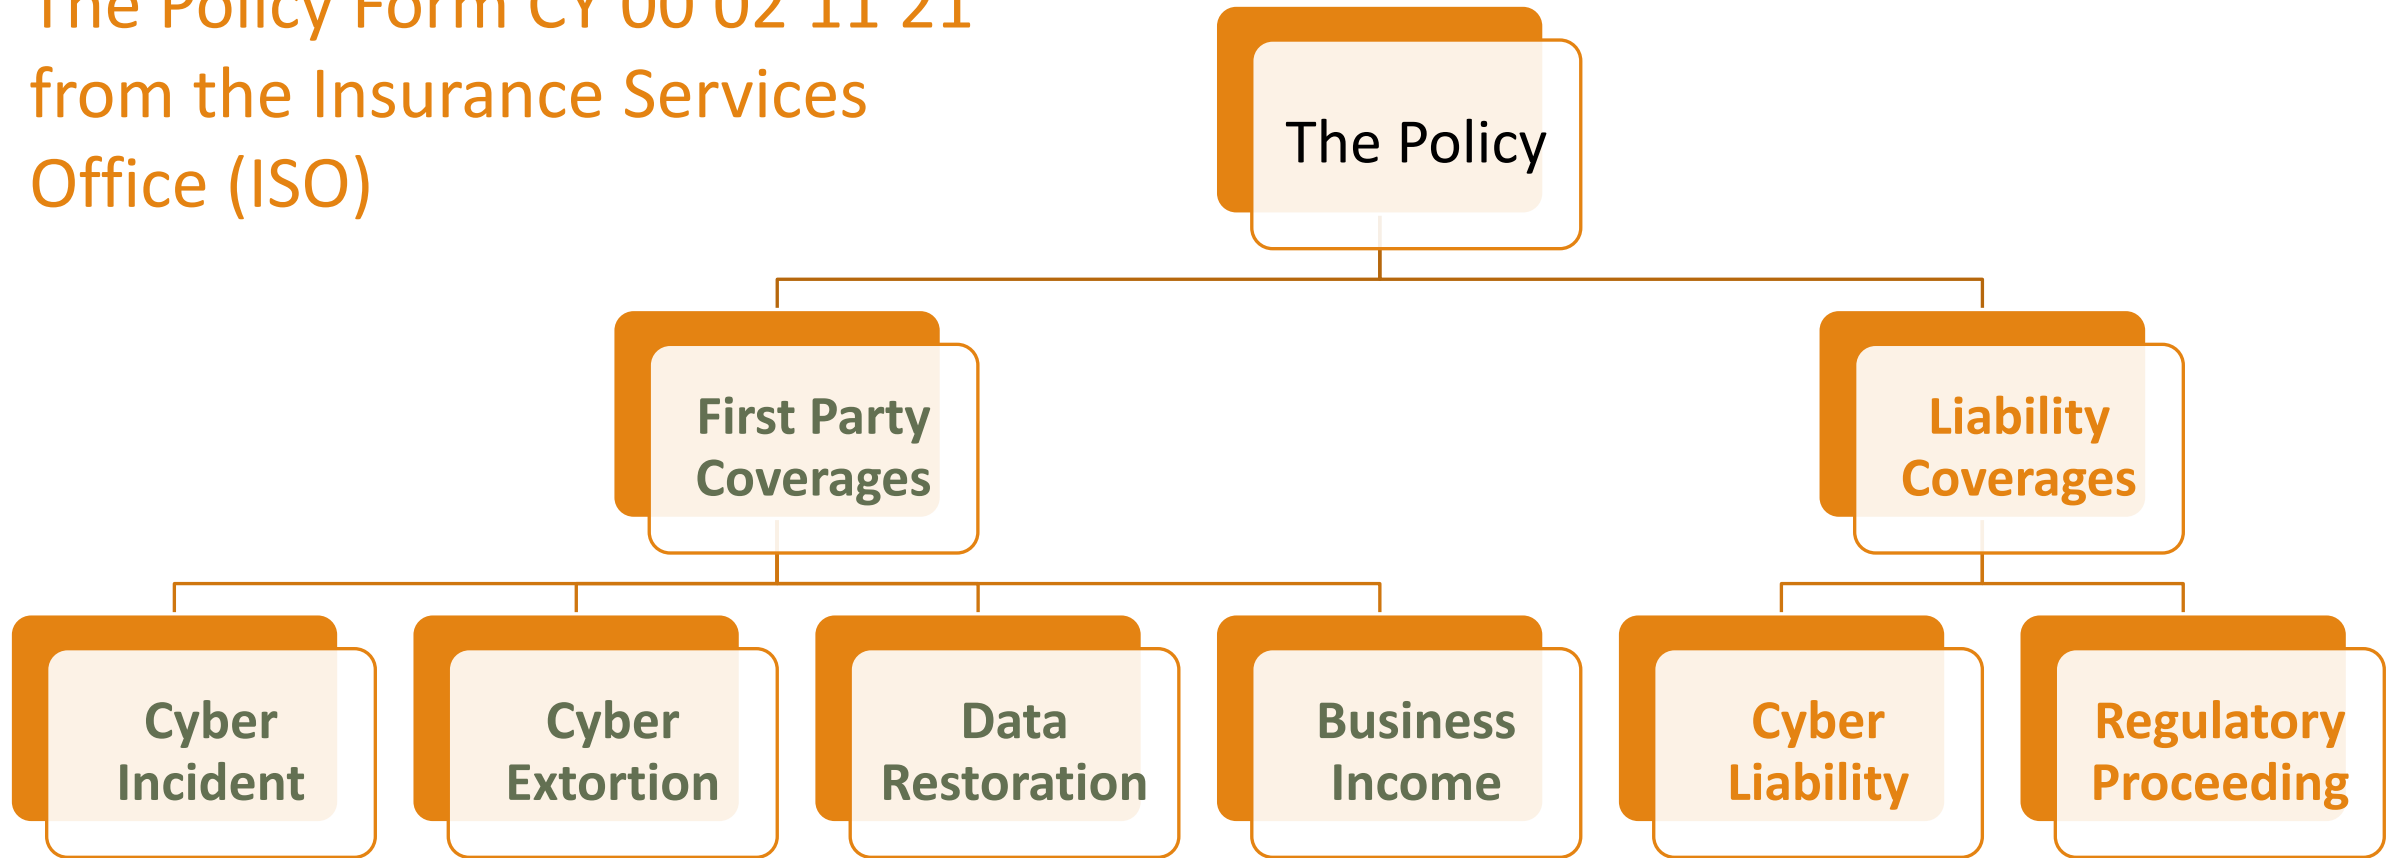 The Policy Form CY 00 02 11 21
from the Insurance Services
Office (ISO)
The Policy
First Party
Coverages
Liability
Coverages
Cyber
Incident
Cyber
Extortion
Data
Restoration
Business
Income
Cyber
Liability
Regulatory
Proceeding